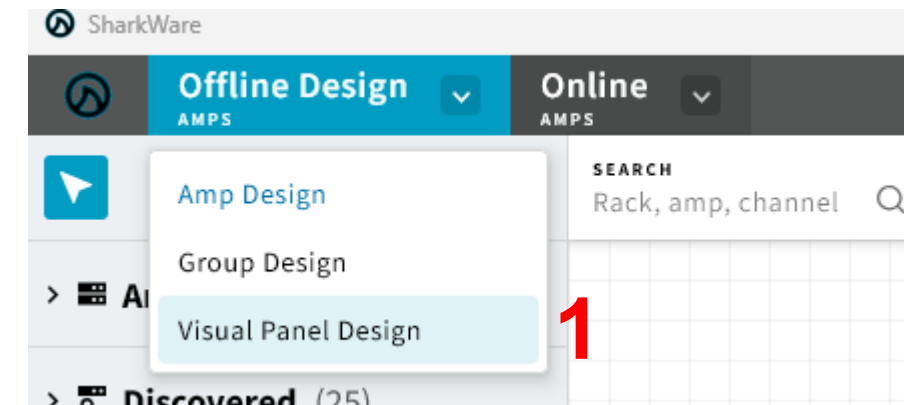 SharkWare
Offline Design
AMPS
Online
AMPS
SEARCH
Rack, amp, channel
Amp Design
Group Design
Visual Panel Design
1
Discovered (25)